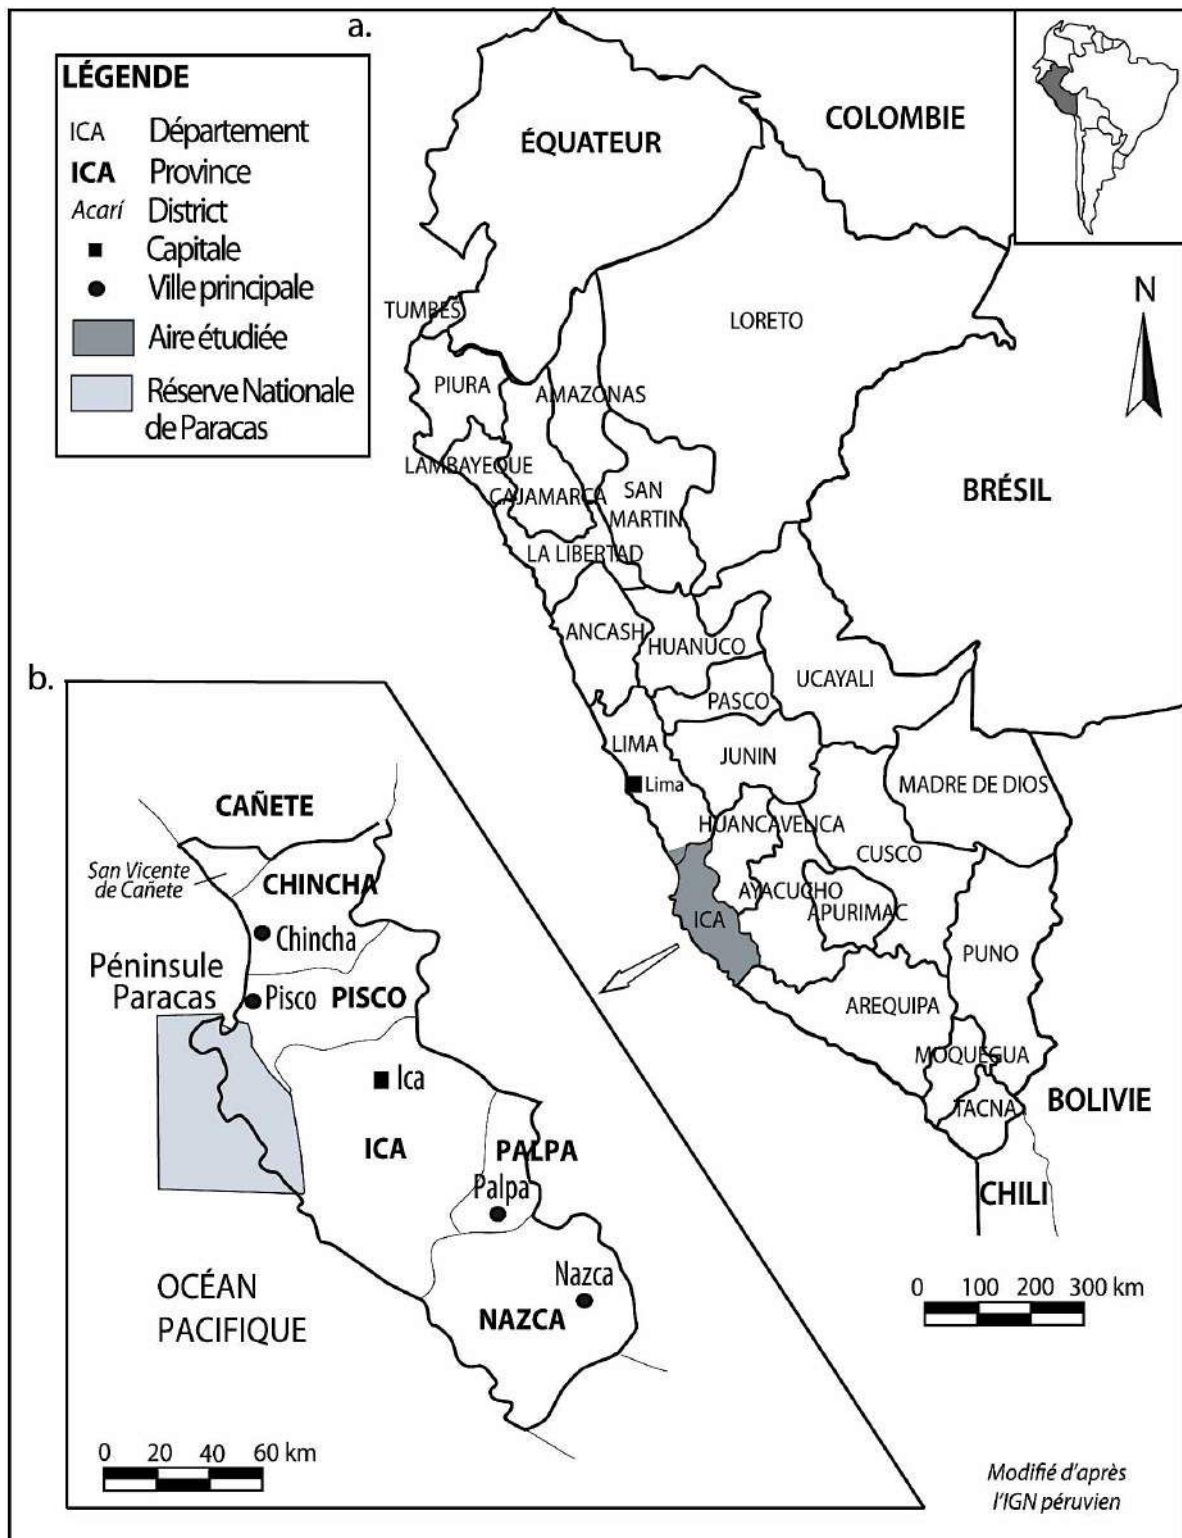 a.
LÉGENDE
ICA Département
ICA Province
Acarí District
Capitale
Ville principale
Aire étudiée
Réserve Nationale
de Paracas
ÉQUATEUR
COLOMBIE
N
TUMBES
LORETO
PIURA
AMAZONAS
LAMBAYEQUE
CAJAMARCA
SAN
MARTIN
BRÉSIL
LA LIBERTAD
ANCASH
HUANUCO
UCAYALI
PASCO
LIMA
JUNIN
Lima
MADRE DE DIOS
HUANCAVELICA
CUSCO
AYACUCHO
APURIMAC
ICA
PUNO
AREQUIPA
MOQUEGUA
TACNA
BOLIVIE
CHILI
0 100 200 300 km
b.
CAÑETE
San Vicente
de Cañete
CHINCHA
Chincha
Péninsule
Paracas
Pisco
PISCO
Ica
ICA
PALPA
Palpa
Nazca
NAZCA
OCÉAN
PACIFIQUE
0 20 40 60 km
Modifié d'après
l'IGN péruvien